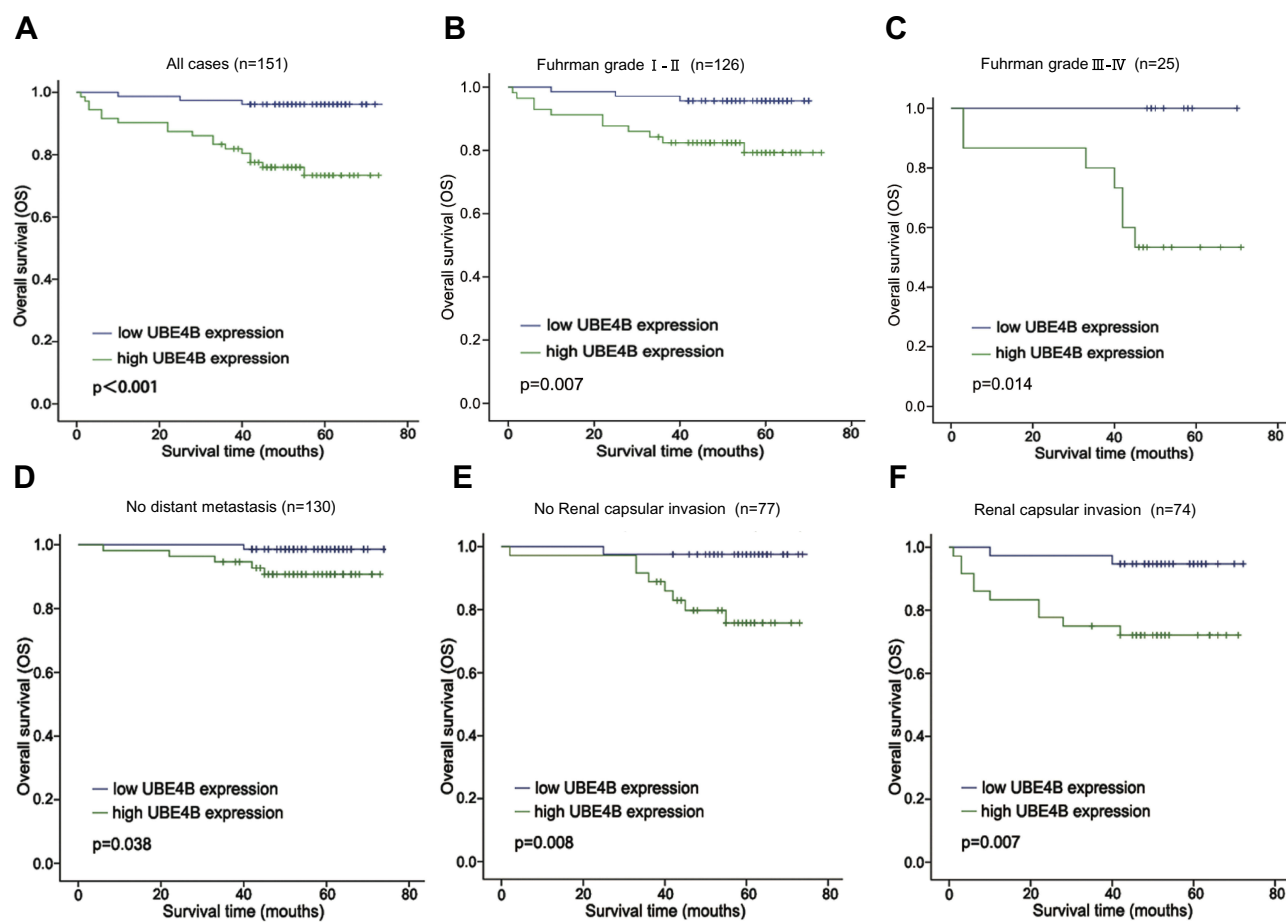 A
All cases (n=151)
1.0
0.8
0.6
0.4
0.2
0.0
Overall survival (OS)
low UBE4B expression
high UBE4B expression
p<0.001
0 20 40 60 80
Survival time (mouths)
B
Fuhrman grade Ⅰ-Ⅱ (n=126)
1.0
0.8
0.6
0.4
0.2
0.0
Overall survival (OS)
low UBE4B expression
high UBE4B expression
p=0.007
0 20 40 60 80
Survival time (mouths)
C
Fuhrman grade Ⅲ-Ⅳ (n=25)
1.0
0.8
0.6
0.4
0.2
0.0
Overall survival (OS)
low UBE4B expression
high UBE4B expression
p=0.014
0 20 40 60 80
Survival time (mouths)
D
No distant metastasis (n=130)
1.0
0.8
0.6
0.4
0.2
0.0
Overall survival (OS)
low UBE4B expression
high UBE4B expression
p=0.038
0 20 40 60 80
Survival time (mouths)
E
No Renal capsular invasion (n=77)
1.0
0.8
0.6
0.4
0.2
0.0
Overall survival (OS)
low UBE4B expression
high UBE4B expression
p=0.008
0 20 40 60 80
Survival time (mouths)
F
Renal capsular invasion (n=74)
1.0
0.8
0.6
0.4
0.2
0.0
Overall survival (OS)
low UBE4B expression
high UBE4B expression
p=0.007
0 20 40 60 80
Survival time (mouths)